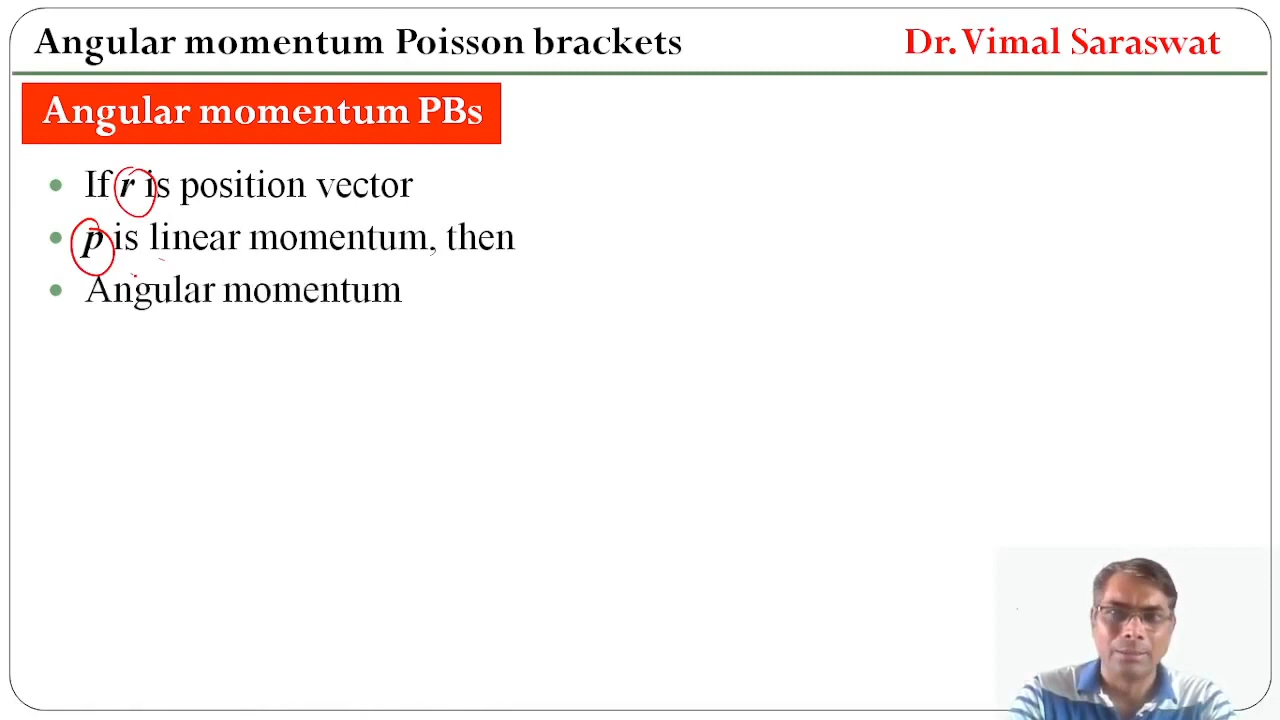 Angular momentum Poisson brackets
Dr. Vimal Saraswat
Angular momentum PBs
• If r is position vector
• p is linear momentum, then
• Angular momentum